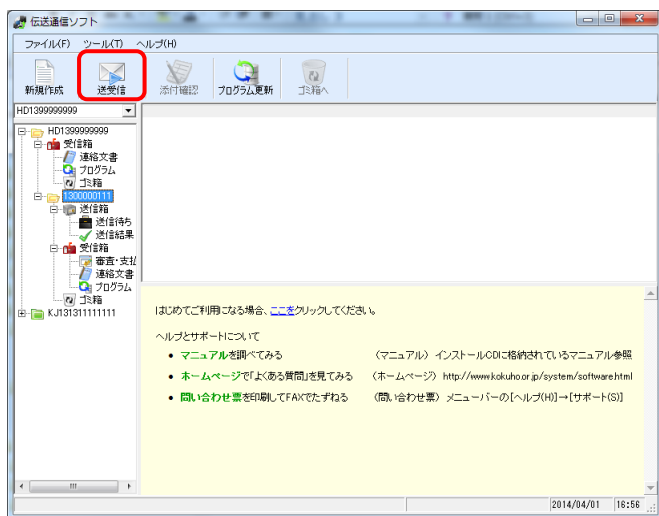 伝送通信ソフト
ファイル(F) ツール(T) ヘルプ(H)
新規作成 送受信 添付確認 プログラム更新 ゴミ箱へ
HD1399999999
HD1399999999
受信箱
連絡文書
プログラム
ゴミ箱
1300000111
送信箱
送信待ち
送信結果
受信箱
審査・支払
連絡文書
プログラム
ゴミ箱
KJ131311111111
はじめてご利用になる場合、ここをクリックしてください。
ヘルプとサポートについて
• マニュアルを調べてみる (マニュアル) インストールCDに格納されているマニュアル参照
• ホームページで「よくある質問」を見てみる (ホームページ) http://www.kokuho.or.jp/system/software.html
• 問い合わせ票を印刷してFAXでたずねる (問い合わせ票) メニューバーの[ヘルプ(H)]→[サポート(S)]
2014/04/01 16:56